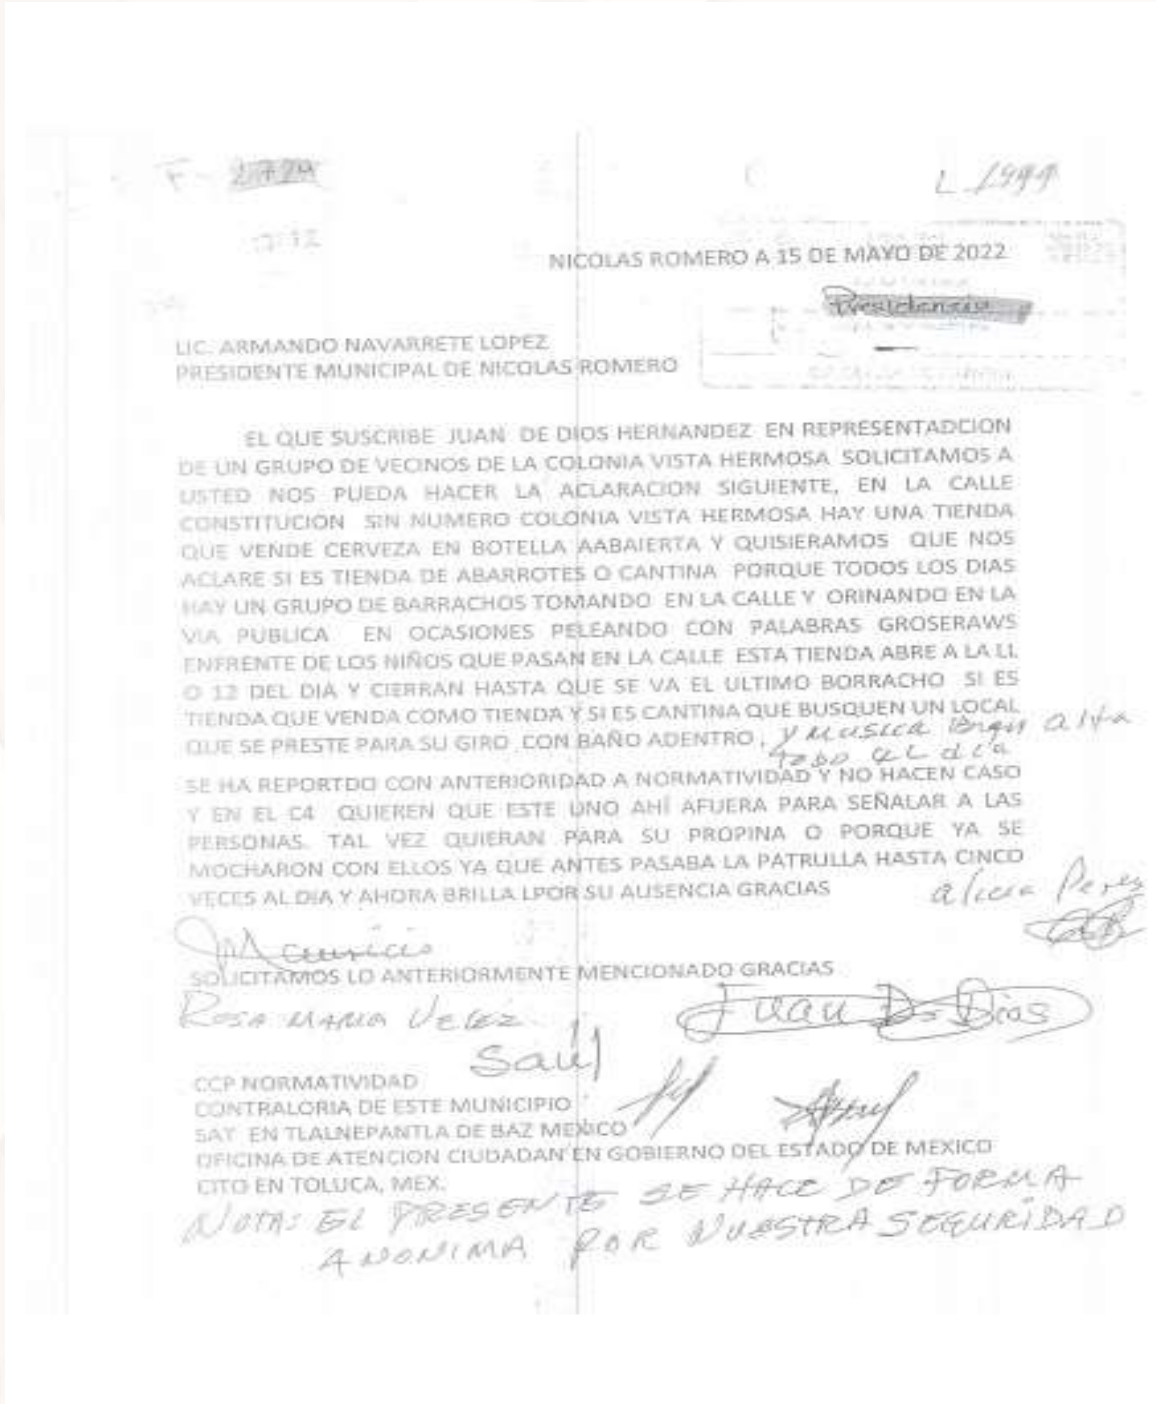 F- 2779
L-1999
NICOLAS ROMERO A 15 DE MAYO DE 2022
Presidencia
LIC. ARMANDO NAVARRETE LOPEZ
PRESIDENTE MUNICIPAL DE NICOLAS ROMERO
EL QUE SUSCRIBE JUAN DE DIOS HERNANDEZ EN REPRESENTADCION
DE UN GRUPO DE VECINOS DE LA COLONIA VISTA HERMOSA SOLICITAMOS A
USTED NOS PUEDA HACER LA ACLARACION SIGUIENTE, EN LA CALLE
CONSTITUCION SIN NUMERO COLONIA VISTA HERMOSA HAY UNA TIENDA
QUE VENDE CERVEZA EN BOTELLA AABAIERTA Y QUISIERAMOS QUE NOS
ACLARE SI ES TIENDA DE ABARROTES O CANTINA PORQUE TODOS LOS DIAS
HAY UN GRUPO DE BARRACHOS TOMANDO EN LA CALLE Y ORINANDO EN LA
VIA PUBLICA EN OCASIONES PELEANDO CON PALABRAS GROSERAWS
ENFRENTE DE LOS NIÑOS QUE PASAN EN LA CALLE ESTA TIENDA ABRE A LA LL
O 12 DEL DIA Y CIERRAN HASTA QUE SE VA EL ULTIMO BORRACHO SI ES
TIENDA QUE VENDA COMO TIENDA Y SI ES CANTINA QUE BUSQUEN UN LOCAL
QUE SE PRESTE PARA SU GIRO CON BAÑO ADENTRO, y musica bien alta
todo el dia
SE HA REPORTDO CON ANTERIORIDAD A NORMATIVIDAD Y NO HACEN CASO
Y EN EL C4 QUIEREN QUE ESTE UNO AHÍ AFUERA PARA SEÑALAR A LAS
PERSONAS. TAL VEZ QUIERAN PARA SU PROPINA O PORQUE YA SE
MOCHARON CON ELLOS YA QUE ANTES PASABA LA PATRULLA HASTA CINCO
VECES AL DIA Y AHORA BRILLA LPOR SU AUSENCIA GRACIAS
alicia Peres
Mauricio
SOLICITAMOS LO ANTERIORMENTE MENCIONADO GRACIAS
ROSA MARIA VELEZ
Juan De Dios
Saúl
CCP NORMATIVIDAD
CONTRALORIA DE ESTE MUNICIPIO
SAT EN TLALNEPANTLA DE BAZ MEXICO
OFICINA DE ATENCION CIUDADAN EN GOBIERNO DEL ESTADO DE MEXICO
CITO EN TOLUCA, MEX.
NOTA: EL PRESENTE SE HACE DE FORMA
ANONIMA POR NUESTRA SEGURIDAD